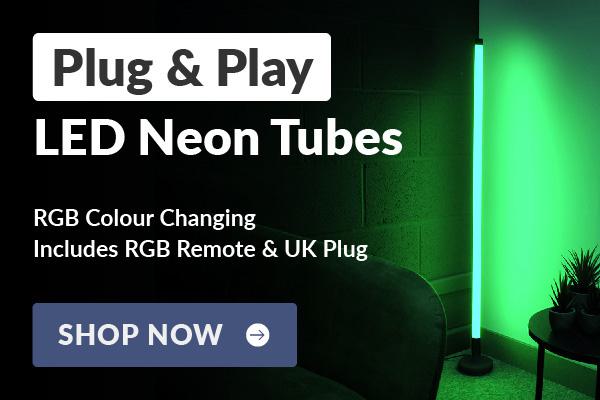 Plug & Play
LED Neon Tubes
RGB Colour Changing
Includes RGB Remote & UK Plug
SHOP NOW